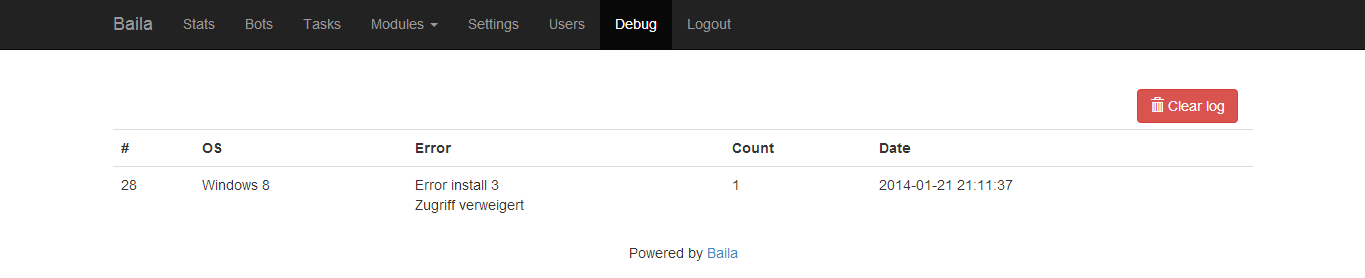 Baila Stats Bots Tasks Modules Settings Users Debug Logout
Clear log
# OS Error Count Date
28 Windows 8 Error install 3 1 2014-01-21 21:11:37
Zugriff verweigert
Powered by Baila